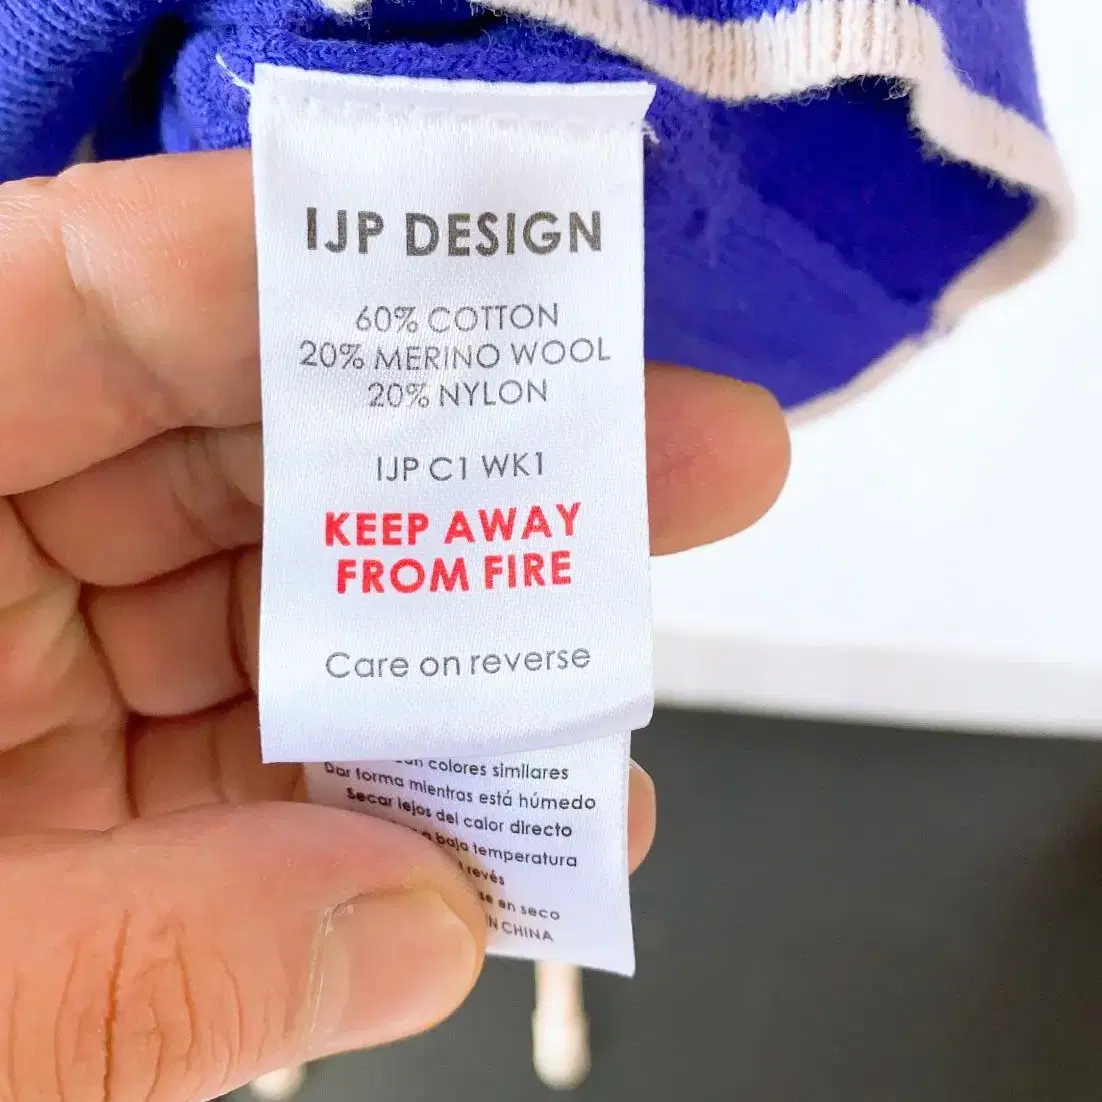 IJP DESIGN
60% COTTON
20% MERINO WOOL
20% NYLON
IJP C1 WK1
KEEP AWAY
FROM FIRE
Care on reverse
colores similares
Dar forma mientras está húmedo
Secar lejos del calor directo
baja temperatura
revés
en seco
CHINA